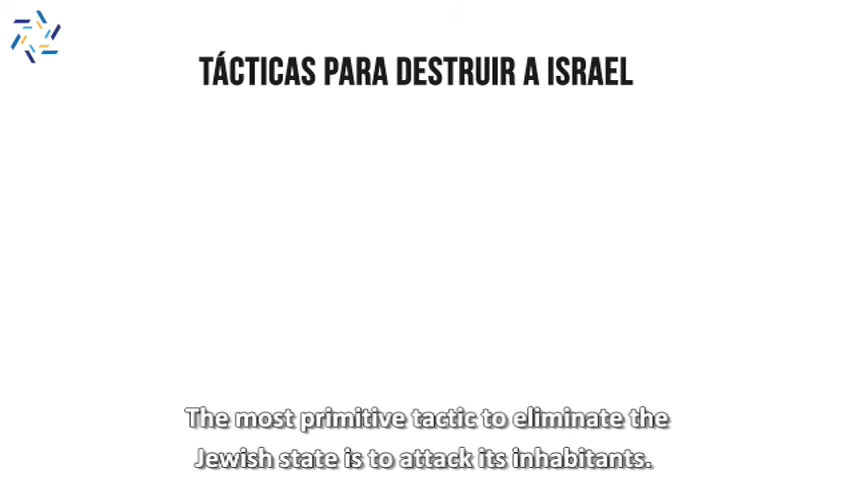 TÁCTICAS PARA DESTRUIR A ISRAEL
The most primitive tactic to eliminate the
Jewish state is to attack its inhabitants.